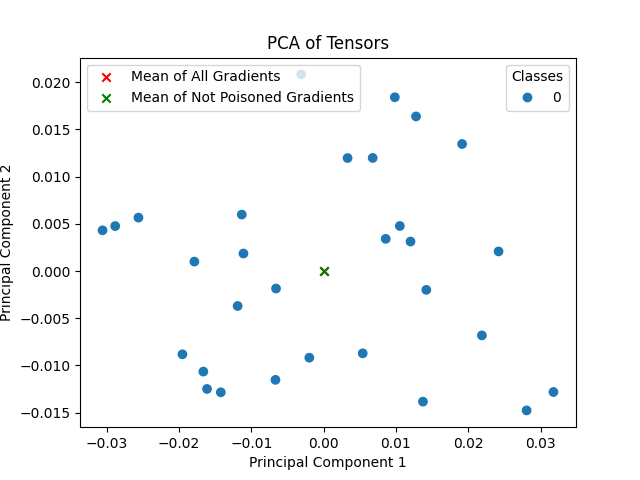 PCA of Tensors
Mean of All Gradients
Mean of Not Poisoned Gradients
Classes
0
Principal Component 2
0.020
0.015
0.010
0.005
0.000
−0.005
−0.010
−0.015
−0.03
−0.02
−0.01
0.00
0.01
0.02
0.03
Principal Component 1